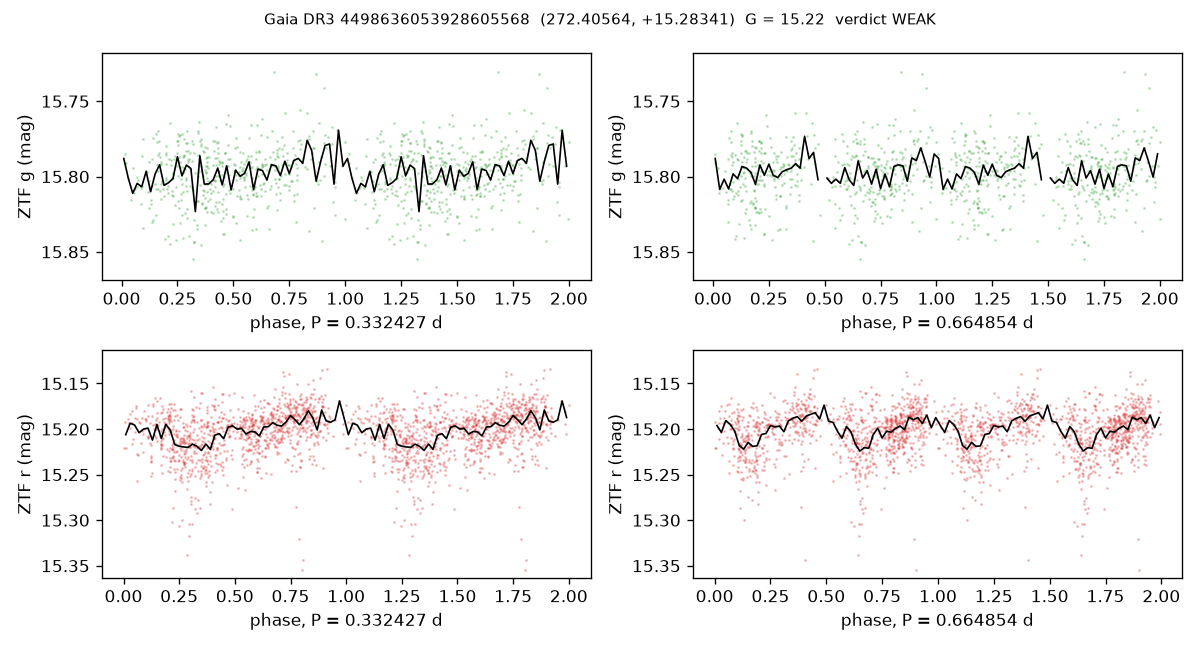 Gaia DR3 4498636053928605568 (272.40564, +15.28341) G = 15.22 verdict WEAK
ZTF g (mag)
15.75
15.80
15.85
0.00 0.25 0.50 0.75 1.00 1.25 1.50 1.75 2.00
phase, P = 0.332427 d
ZTF g (mag)
15.75
15.80
15.85
0.00 0.25 0.50 0.75 1.00 1.25 1.50 1.75 2.00
phase, P = 0.664854 d
ZTF r (mag)
15.15
15.20
15.25
15.30
15.35
0.00 0.25 0.50 0.75 1.00 1.25 1.50 1.75 2.00
phase, P = 0.332427 d
ZTF r (mag)
15.15
15.20
15.25
15.30
15.35
0.00 0.25 0.50 0.75 1.00 1.25 1.50 1.75 2.00
phase, P = 0.664854 d